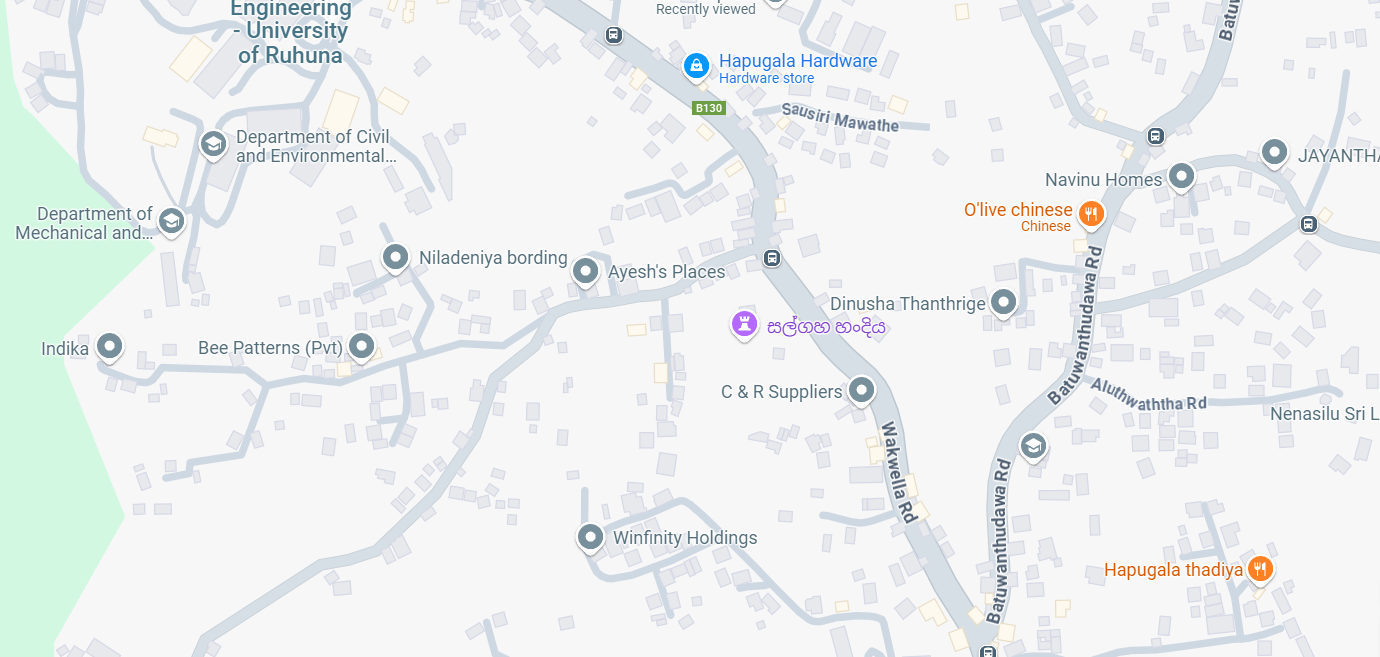 Engineering
- University
of Ruhuna
Recently viewed
Hapugala Hardware
Hardware store
B130
Sausiri Mawathe
Department of Civil
and Environmental...
Department of
Mechanical and...
Navinu Homes
JAYANTHA
O'live chinese
Chinese
Niladeniya bording
Ayesh's Places
Dinusha Thanthrige
සල්ගහ හංදිය
Indika
Bee Patterns (Pvt)
C & R Suppliers
Batuwanthudawa Rd
Aluthwaththa Rd
Nenasilu Sri L
Wakwella Rd
Batuwanthudawa Rd
Winfinity Holdings
Hapugala thadiya